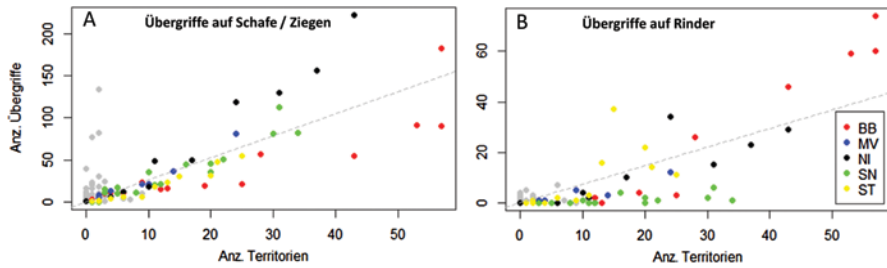 A
Übergriffe auf Schafe / Ziegen
Anz. Übergriffe
200
150
100
50
0
0 10 20 30 40 50
Anz. Territorien
B
Übergriffe auf Rinder
60
40
20
0
0 10 20 30 40 50
Anz. Territorien
BB
MV
NI
SN
ST